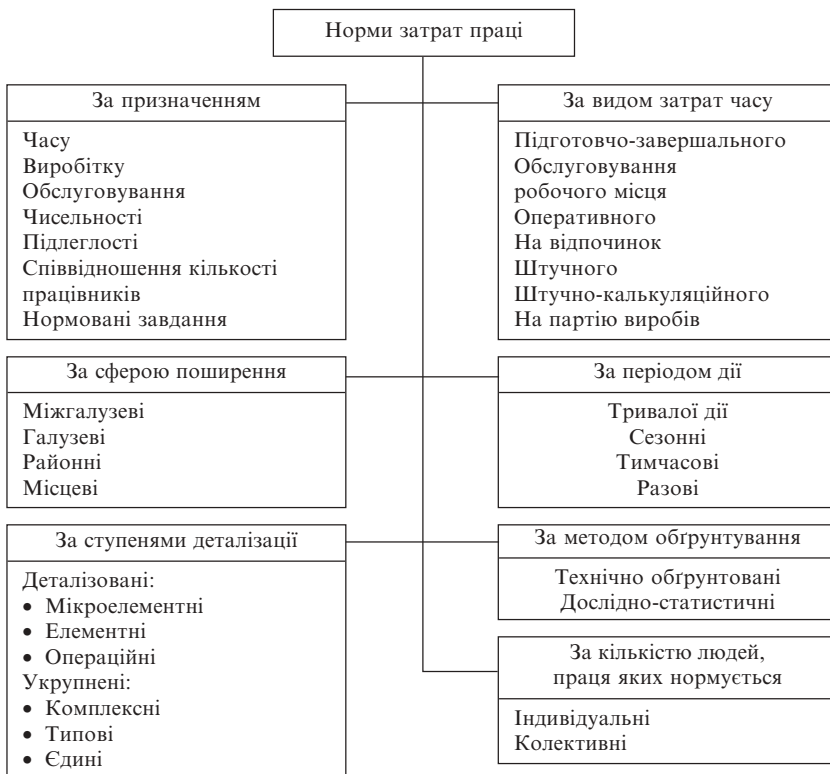 Норми затрат праці
За призначенням
Часу
Виробітку
Обслуговування
Чисельності
Підлеглості
Співвідношення кількості
працівників
Нормовані завдання
За видом затрат часу
Підготовчо-завершального
Обслуговування
робочого місця
Оперативного
На відпочинок
Штучного
Штучно-калькуляційного
На партію виробів
За сферою поширення
Міжгалузеві
Галузеві
Районні
Місцеві
За періодом дії
Тривалої дії
Сезонні
Тимчасові
Разові
За ступенями деталізації
Деталізовані:
• Мікроелементні
• Елементні
• Операційні
Укрупнені:
• Комплексні
• Типові
• Єдині
За методом обґрунтування
Технічно обґрунтовані
Дослідно-статистичні
За кількістю людей,
праця яких нормується
Індивідуальні
Колективні